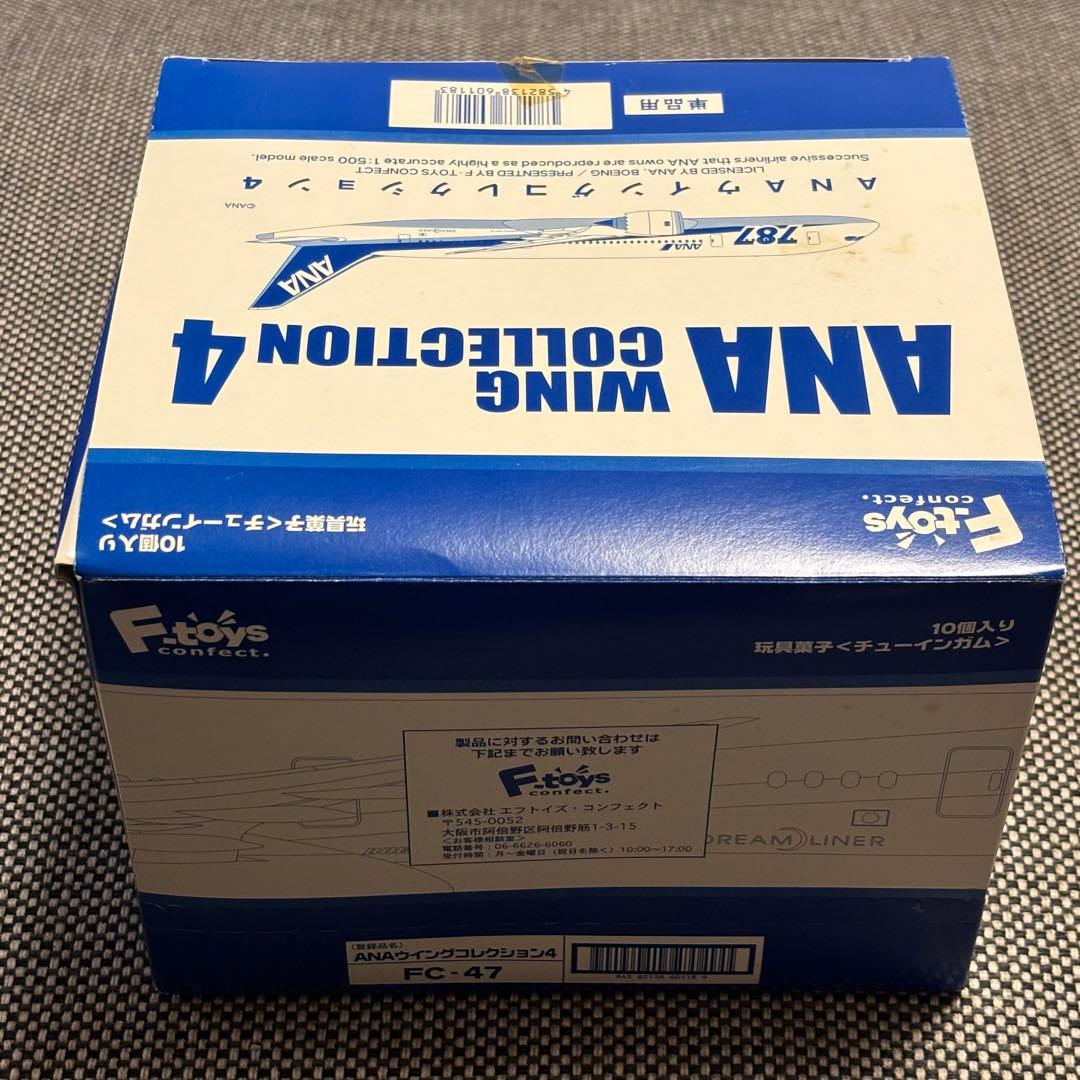 単品用
4 582138 601183
Successive airliners that ANA owns are reproduced as a highly accurate 1:500 scale model.
LICENSED BY ANA, BOEING / PRESENTED BY F-TOYS CONFECT
ANAウイングコレクション4
©ANA
787
ANA
ANA
ANA WING COLLECTION 4
F-toys confect.
玩具菓子<チューインガム>
10個入り
F-toys confect.
10個入り
玩具菓子<チューインガム>
製品に対するお問い合わせは
下記までお願い致します
F-toys confect.
■株式会社 エフトイズ・コンフェクト
〒545-0052
大阪市阿倍野区阿倍野筋1-3-15
<お客様相談室>
電話番号:06-6626-6060
受付時間:月~金曜日(祝日を除く)10:00~17:00
DREAMLINER
(登録品名)
ANAウイングコレクション4
FC-47